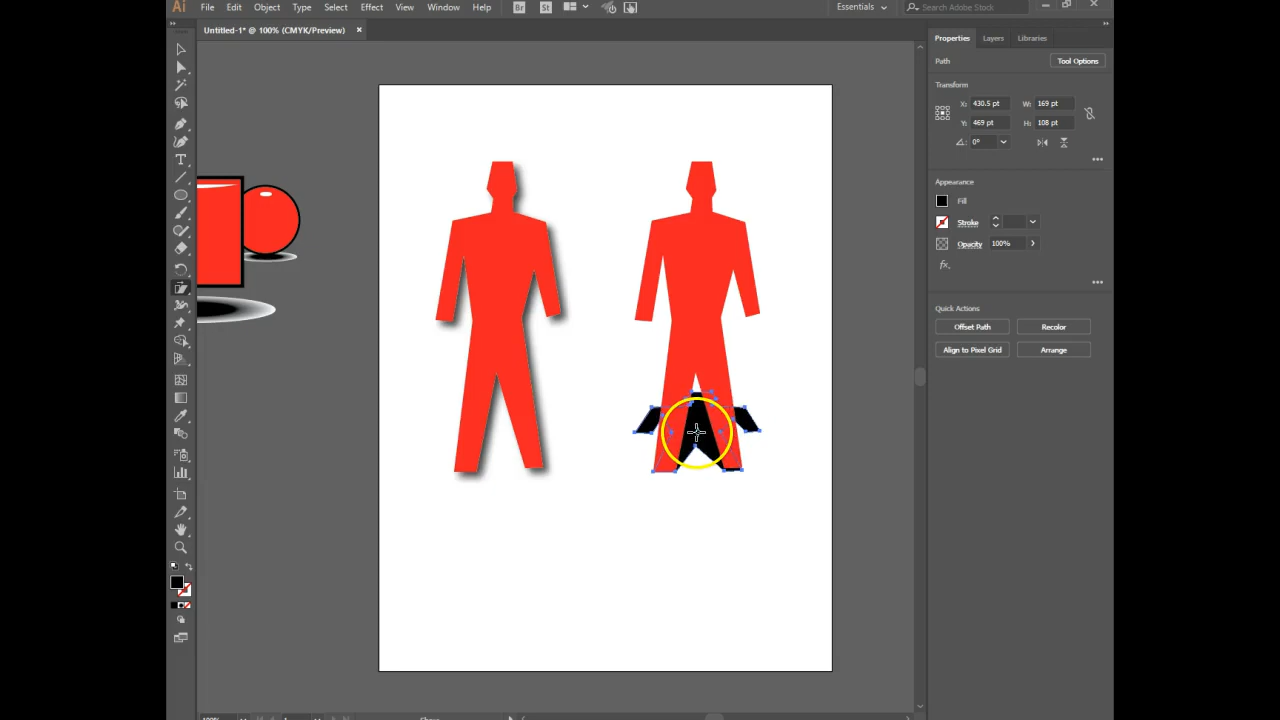 Ai File Edit Object Type Select Effect View Window Help Br St Essentials Search Adobe Stock
Untitled-1* @ 100% (CMYK/Preview) ×
Properties Layers Libraries
Path Tool Options
Transform
X: 430.5 pt W: 169 pt
Y: 469 pt H: 108 pt
0°
Appearance
Fill
Stroke
Opacity 100%
fx.
Quick Actions
Offset Path Recolor
Align to Pixel Grid Arrange